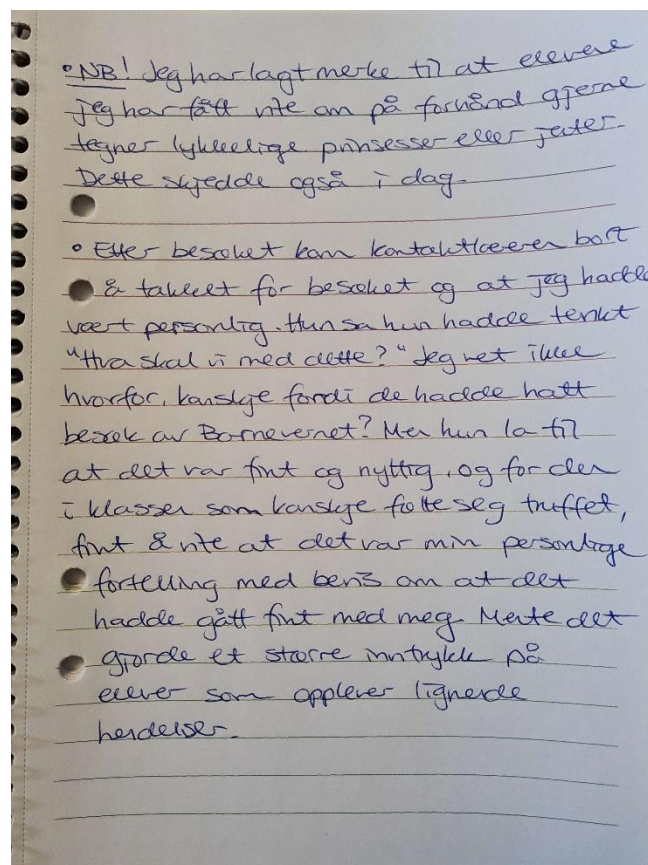 • NB! Jeg har lagt merke til at elevene
jeg har fått vite om på forhånd gjerne
tegner lykkelige prinsesser eller jenter.
Dette skjedde også i dag.
• Etter besøket kom kontaktlæreren bort
& takket for besøket og at jeg hadde
vært personlig. Hun sa hun hadde tenkt
"Hva skal vi med dette?" Jeg vet ikke
hvorfor, kanskje fordi de hadde hatt
besøk av Barnevernet? Men hun la til
at det var fint og nyttig, og for den
i klassen som kanskje følte seg truffet,
fint å vite at det var min personlige
fortelling med bevis om at det
hadde gått fint med meg. Mente det
gjorde et større inntrykk på
elever som opplever lignende
hendelser.